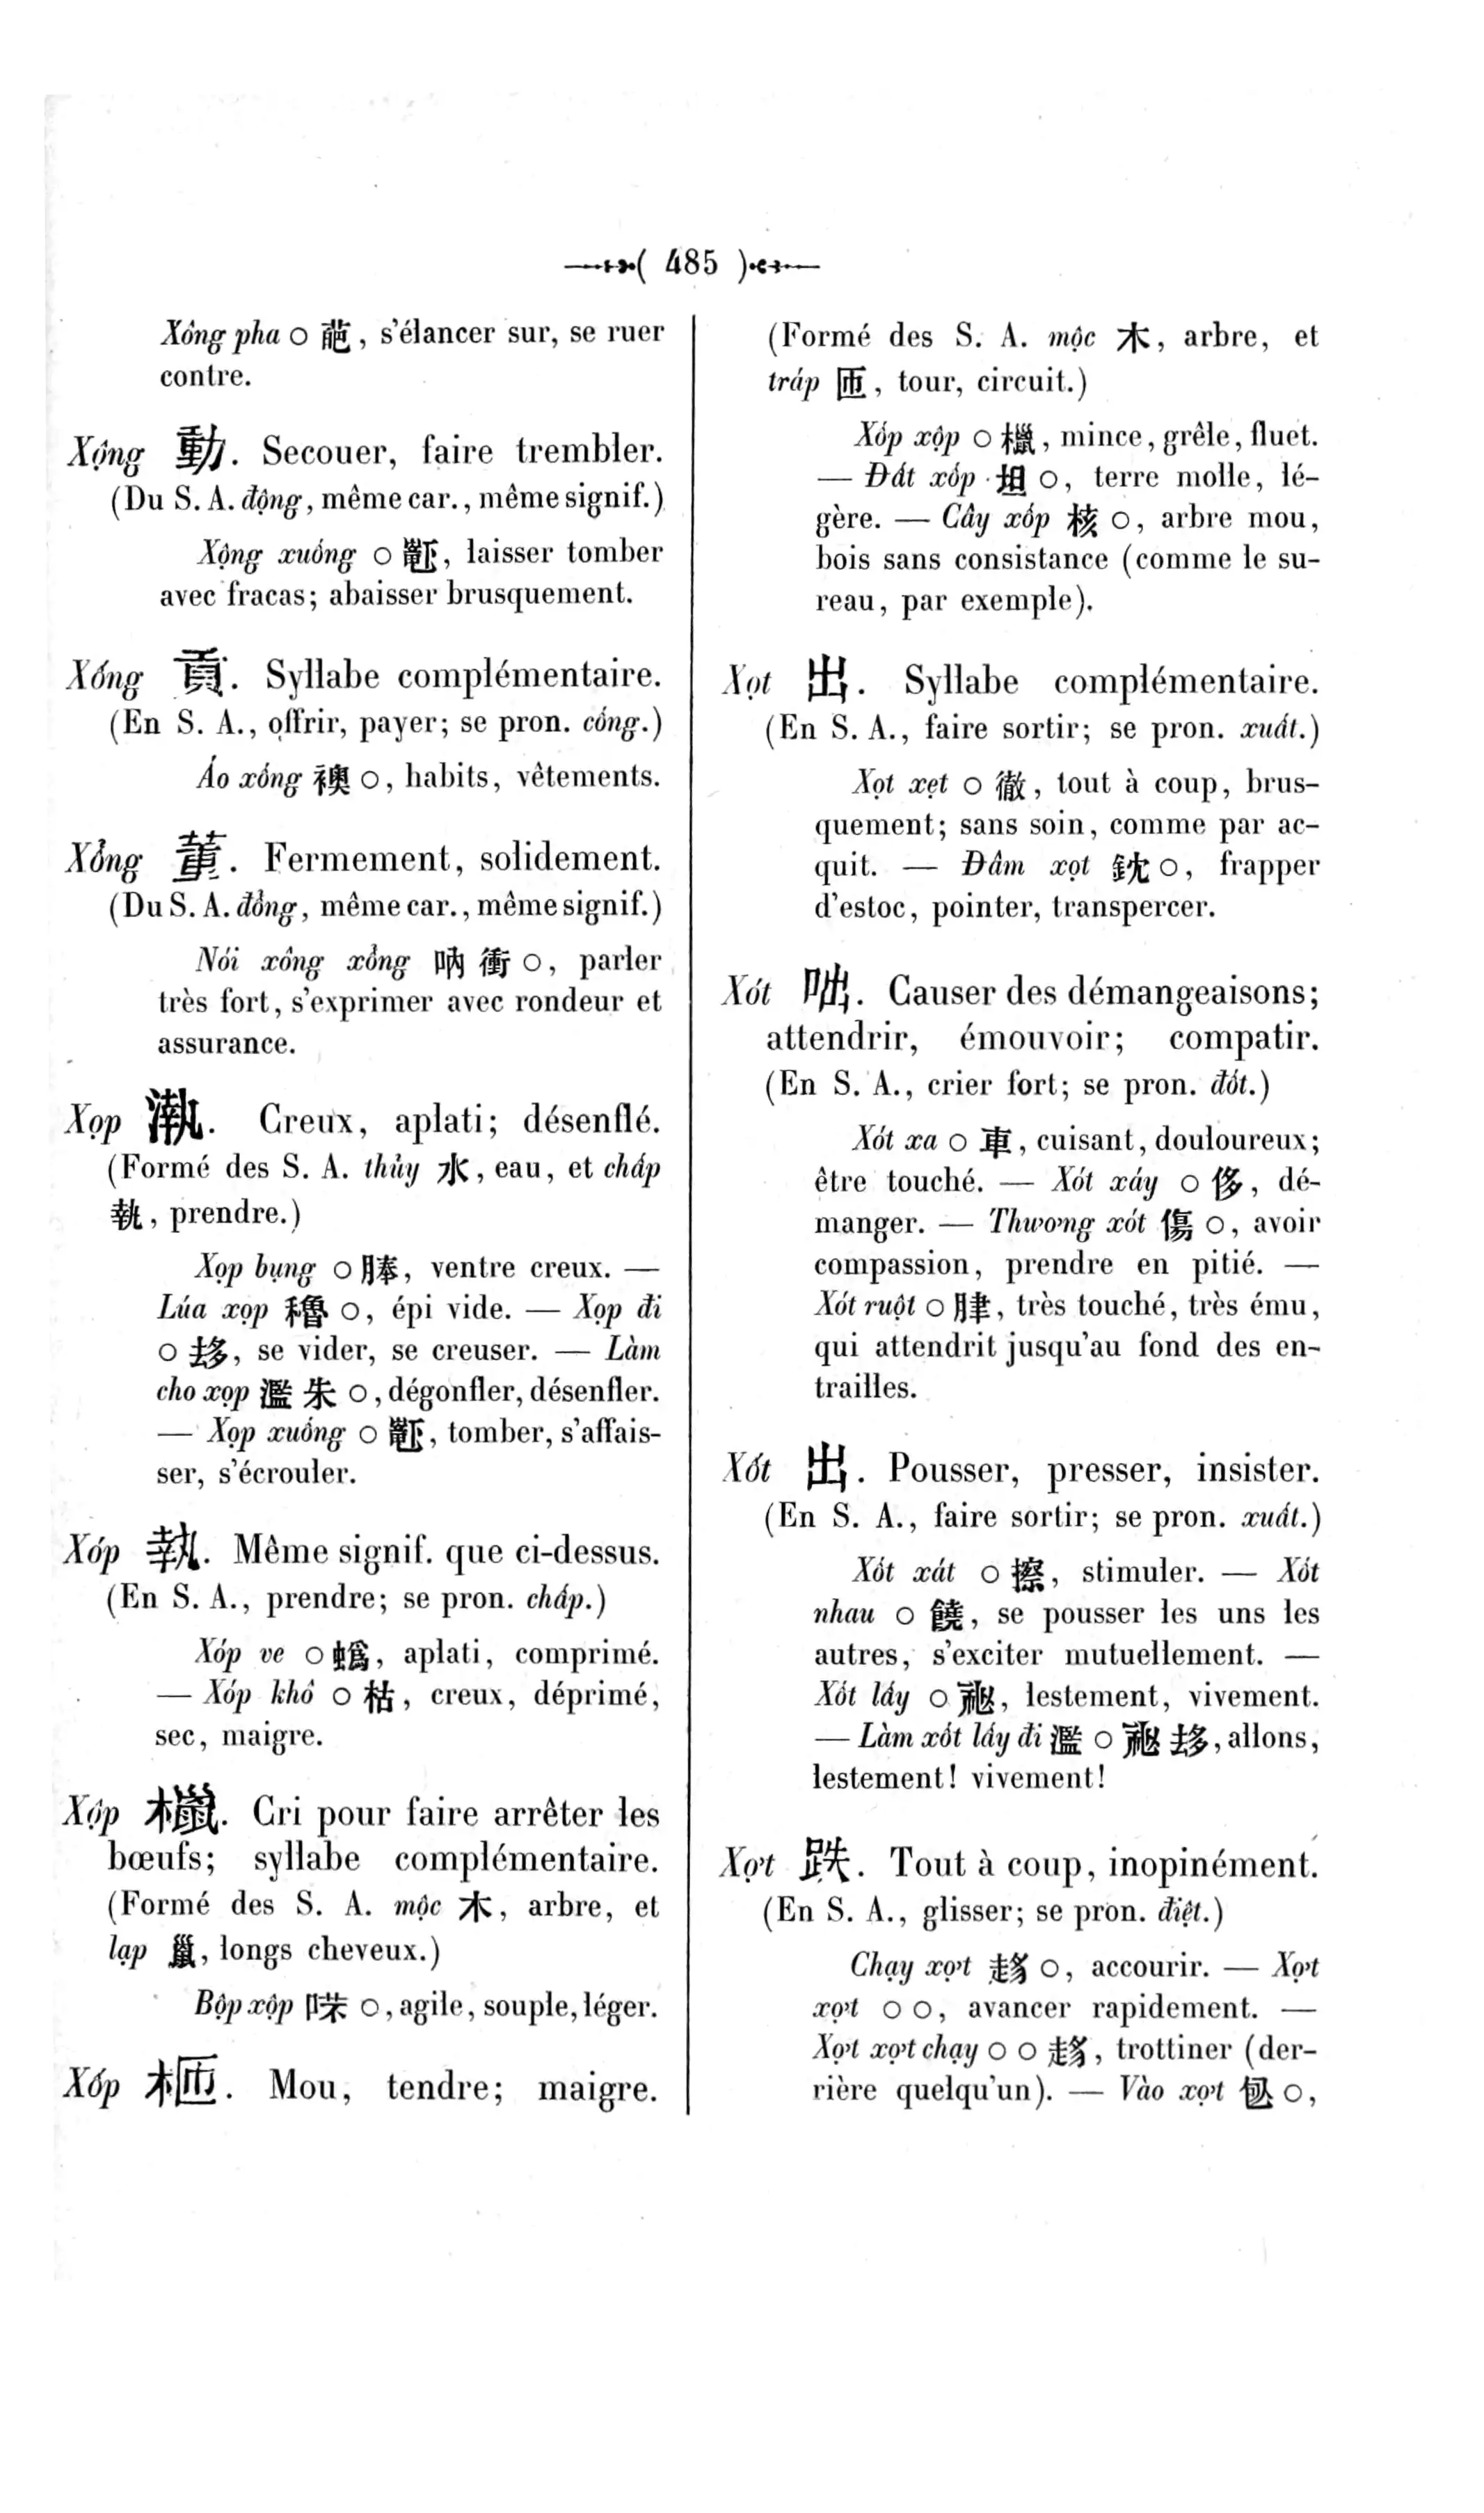 ( 485 )
Xông pha ○ 葩, s'élancer sur, se ruer
contre.
Xộng 動. Secouer, faire trembler.
(Du S. A. động, même car., même signif.)
Xộng xuống ○, laisser tomber
avec fracas; abaisser brusquement.
Xống 貢. Syllabe complémentaire.
(En S. A., offrir, payer; se pron. cống.)
Áo xống 襖 ○, habits, vêtements.
Xổng 董. Fermement, solidement.
(Du S. A. đổng, même car., même signif.)
Nói xông xổng 吶 衝 ○, parler
très fort, s'exprimer avec rondeur et
assurance.
Xọp 漐. Creux, aplati; désenflé.
(Formé des S. A. thủy 水, eau, et chấp
執, prendre.)
Xọp bụng ○ 䏾, ventre creux. —
Lúa xọp 穭 ○, épi vide. — Xọp đi
○ 𠫾, se vider, se creuser. — Làm
cho xọp 濫 朱 ○, dégonfler, désenfler.
— Xọp xuống ○, tomber, s'affais-
ser, s'écrouler.
Xóp 執. Même signif. que ci-dessus.
(En S. A., prendre; se pron. chấp.)
Xóp ve ○ 蟡, aplati, comprimé.
— Xóp khô ○ 枯, creux, déprimé,
sec, maigre.
Xộp 擸. Cri pour faire arrêter les
bœufs; syllabe complémentaire.
(Formé des S. A. mộc 木, arbre, et
lạp 巤, longs cheveux.)
Bộp xộp ○, agile, souple, léger.
Xốp 柙. Mou, tendre; maigre.
(Formé des S. A. mộc 木, arbre, et
tráp 匝, tour, circuit.)
Xốp xộp ○ 擸, mince, grêle, fluet.
— Đất xốp 坦 ○, terre molle, lé-
gère. — Cây xốp 核 ○, arbre mou,
bois sans consistance (comme le su-
reau, par exemple).
Xọt 出. Syllabe complémentaire.
(En S. A., faire sortir; se pron. xuất.)
Xọt xẹt ○ 徹, tout à coup, brus-
quement; sans soin, comme par ac-
quit. — Đâm xọt 鈂 ○, frapper
d'estoc, pointer, transpercer.
Xót 咄. Causer des démangeaisons;
attendrir, émouvoir; compatir.
(En S. A., crier fort; se pron. đốt.)
Xót xa ○ 車, cuisant, douloureux;
être touché. — Xót xáy ○ 侈, dé-
manger. — Thương xót 傷 ○, avoir
compassion, prendre en pitié. —
Xót ruột ○ 䏮, très touché, très ému,
qui attendrit jusqu'au fond des en-
trailles.
Xốt 出. Pousser, presser, insister.
(En S. A., faire sortir; se pron. xuất.)
Xốt xát ○ 擦, stimuler. — Xốt
nhau ○ 饒, se pousser les uns les
autres, s'exciter mutuellement. —
Xốt lấy ○, lestement, vivement.
— Làm xốt lấy đi 濫 ○ 𠫾, allons,
lestement! vivement!
Xợt 跌. Tout à coup, inopinément.
(En S. A., glisser; se pron. điệt.)
Chạy xợt 趍 ○, accourir. — Xợt
xợt ○ ○, avancer rapidement. —
Xợt xợt chạy ○ ○ 趍, trottiner (der-
rière quelqu'un). — Vào xợt ○,